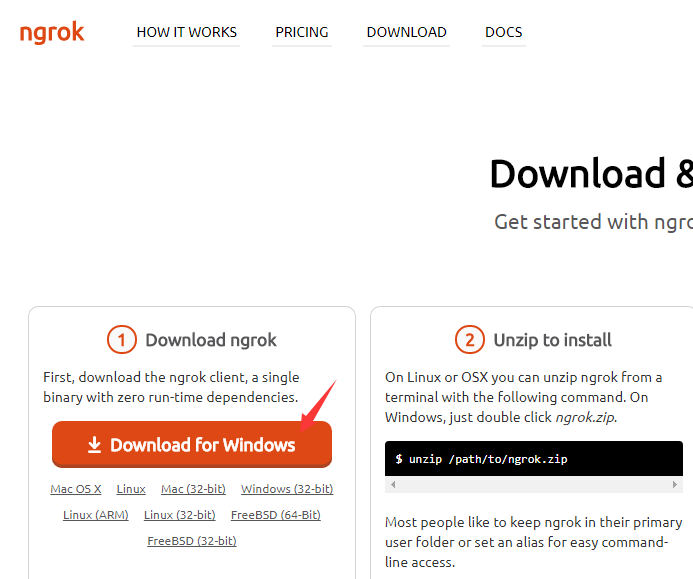 ngrok
HOW IT WORKS PRICING DOWNLOAD DOCS
Download &
Get started with ngro
1 Download ngrok
First, download the ngrok client, a single
binary with zero run-time dependencies.
Download for Windows
Mac OS X Linux Mac (32-bit) Windows (32-bit)
Linux (ARM) Linux (32-bit) FreeBSD (64-Bit)
FreeBSD (32-bit)
2 Unzip to install
On Linux or OSX you can unzip ngrok from a
terminal with the following command. On
Windows, just double click ngrok.zip.
$ unzip /path/to/ngrok.zip
Most people like to keep ngrok in their primary
user folder or set an alias for easy command-
line access.